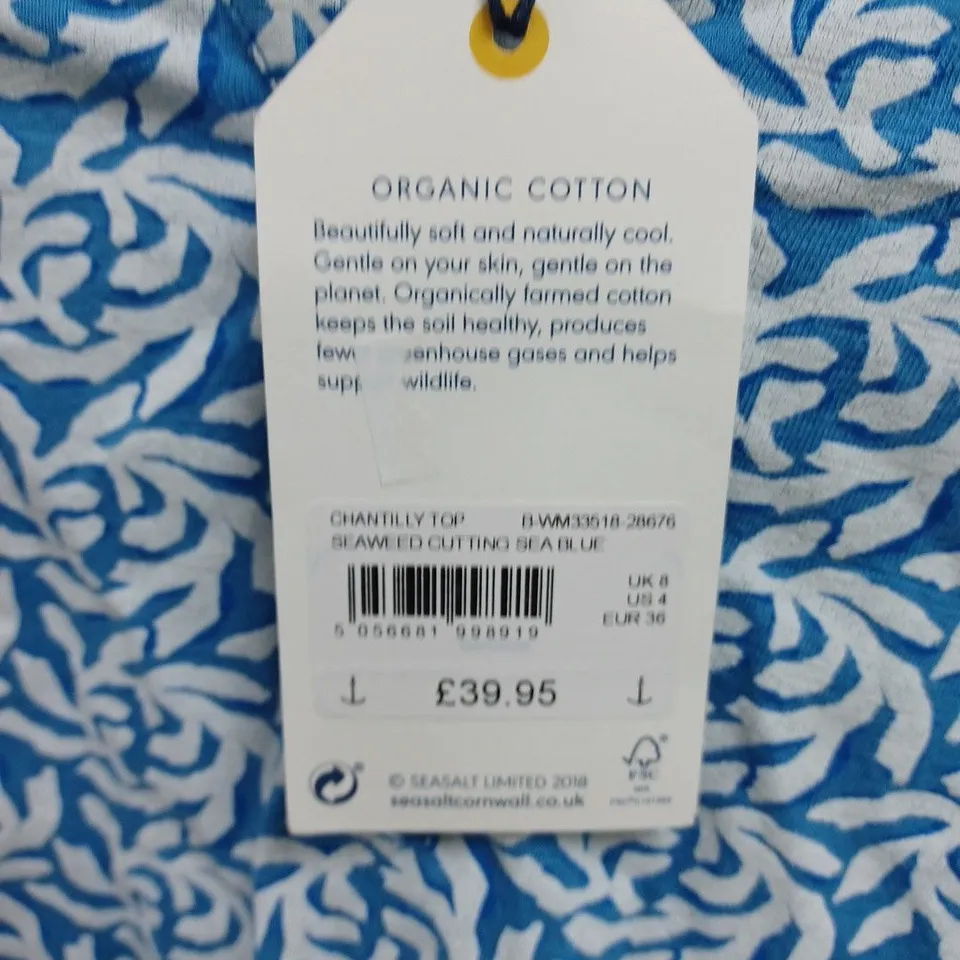 ORGANIC COTTON
Beautifully soft and naturally cool.
Gentle on your skin, gentle on the
planet. Organically farmed cotton
keeps the soil healthy, produces
gases and helps
wildlife.
CHANTILLY TOP B-WM33518-28676
SEAWEED CUTTING SEA BLUE
UK 8
US 4
EUR 36
5 056681 998919
£39.95
© SEASALT LIMITED 2018
seasaltcornwall.co.uk
FSC